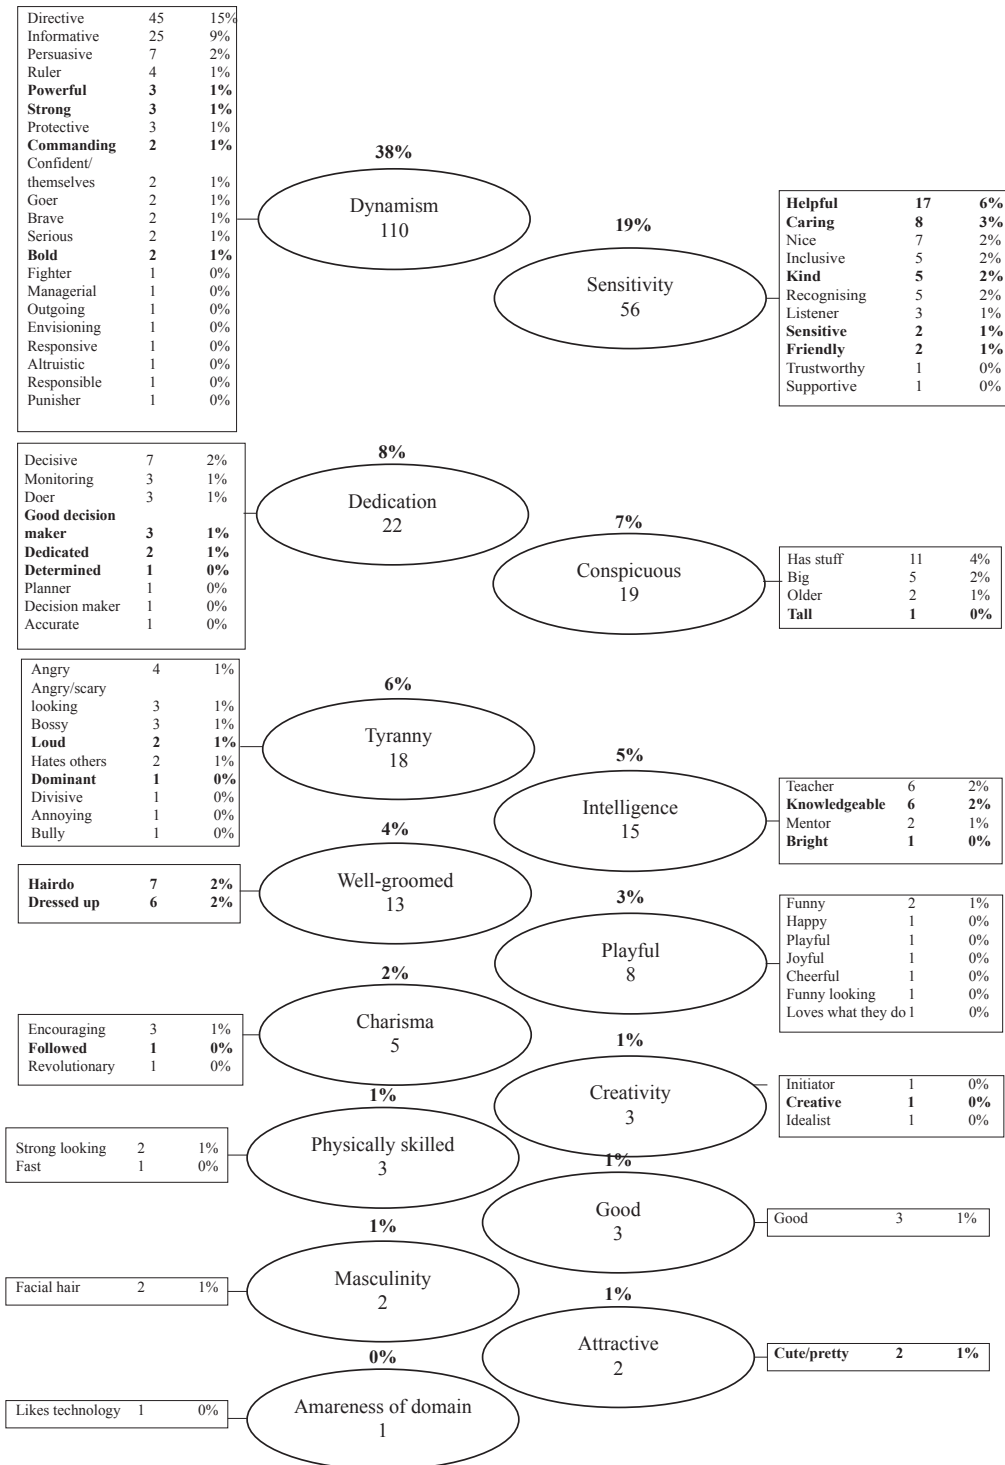 Directive 45 15%
Informative 25 9%
Persuasive 7 2%
Ruler 4 1%
Powerful 3 1%
Strong 3 1%
Protective 3 1%
Commanding 2 1%
Confident/
themselves 2 1%
Goer 2 1%
Brave 2 1%
Serious 2 1%
Bold 2 1%
Fighter 1 0%
Managerial 1 0%
Outgoing 1 0%
Envisioning 1 0%
Responsive 1 0%
Altruistic 1 0%
Responsible 1 0%
Punisher 1 0%
38%
Dynamism
110
19%
Sensitivity
56
Helpful 17 6%
Caring 8 3%
Nice 7 2%
Inclusive 5 2%
Kind 5 2%
Recognising 5 2%
Listener 3 1%
Sensitive 2 1%
Friendly 2 1%
Trustworthy 1 0%
Supportive 1 0%
Decisive 7 2%
Monitoring 3 1%
Doer 3 1%
Good decision
maker 3 1%
Dedicated 2 1%
Determined 1 0%
Planner 1 0%
Decision maker 1 0%
Accurate 1 0%
8%
Dedication
22
7%
Conspicuous
19
Has stuff 11 4%
Big 5 2%
Older 2 1%
Tall 1 0%
Angry 4 1%
Angry/scary
looking 3 1%
Bossy 3 1%
Loud 2 1%
Hates others 2 1%
Dominant 1 0%
Divisive 1 0%
Annoying 1 0%
Bully 1 0%
6%
Tyranny
18
5%
Intelligence
15
Teacher 6 2%
Knowledgeable 6 2%
Mentor 2 1%
Bright 1 0%
Hairdo 7 2%
Dressed up 6 2%
4%
Well-groomed
13
3%
Playful
8
Funny 2 1%
Happy 1 0%
Playful 1 0%
Joyful 1 0%
Cheerful 1 0%
Funny looking 1 0%
Loves what they do 1 0%
Encouraging 3 1%
Followed 1 0%
Revolutionary 1 0%
2%
Charisma
5
1%
Creativity
3
Initiator 1 0%
Creative 1 0%
Idealist 1 0%
Strong looking 2 1%
Fast 1 0%
1%
Physically skilled
3
1%
Good
3
Good 3 1%
Facial hair 2 1%
1%
Masculinity
2
1%
Attractive
2
Cute/pretty 2 1%
Likes technology 1 0%
0%
Amareness of domain
1